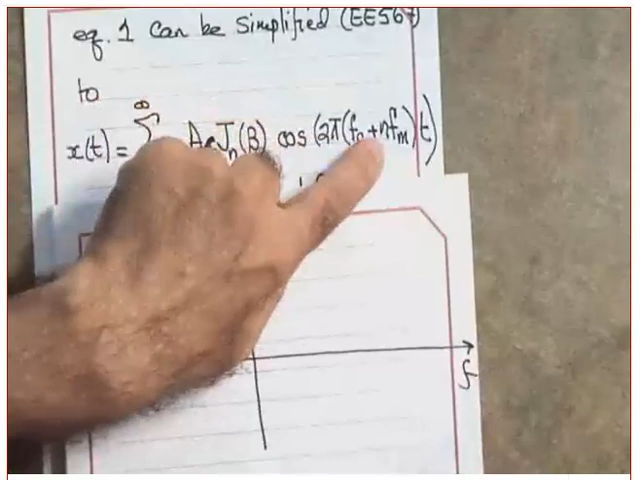 eq. 1 can be simplified (EE567)
to
∞
x(t) = Σ AcJn(B) cos (2π(fc+nfm)t)
f